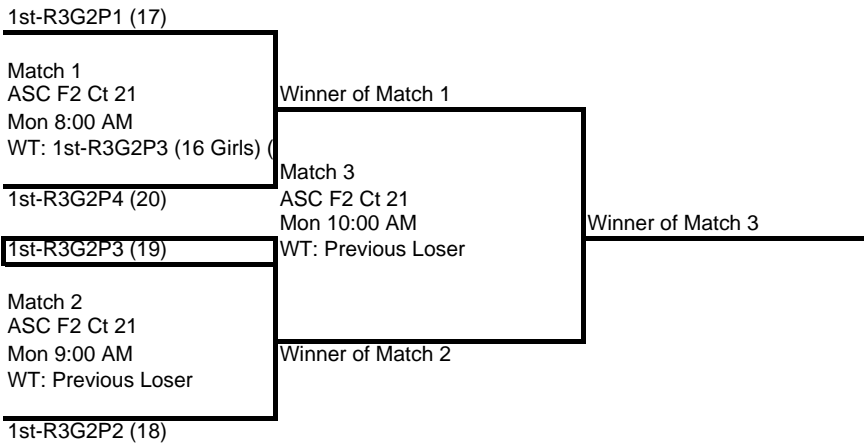 1st-R3G2P1 (17)
Match 1
ASC F2 Ct 21
Mon 8:00 AM
WT: 1st-R3G2P3 (16 Girls) (
1st-R3G2P4 (20)
1st-R3G2P3 (19)
Match 2
ASC F2 Ct 21
Mon 9:00 AM
WT: Previous Loser
1st-R3G2P2 (18)
Winner of Match 1
Match 3
ASC F2 Ct 21
Mon 10:00 AM
WT: Previous Loser
Winner of Match 2
Winner of Match 3